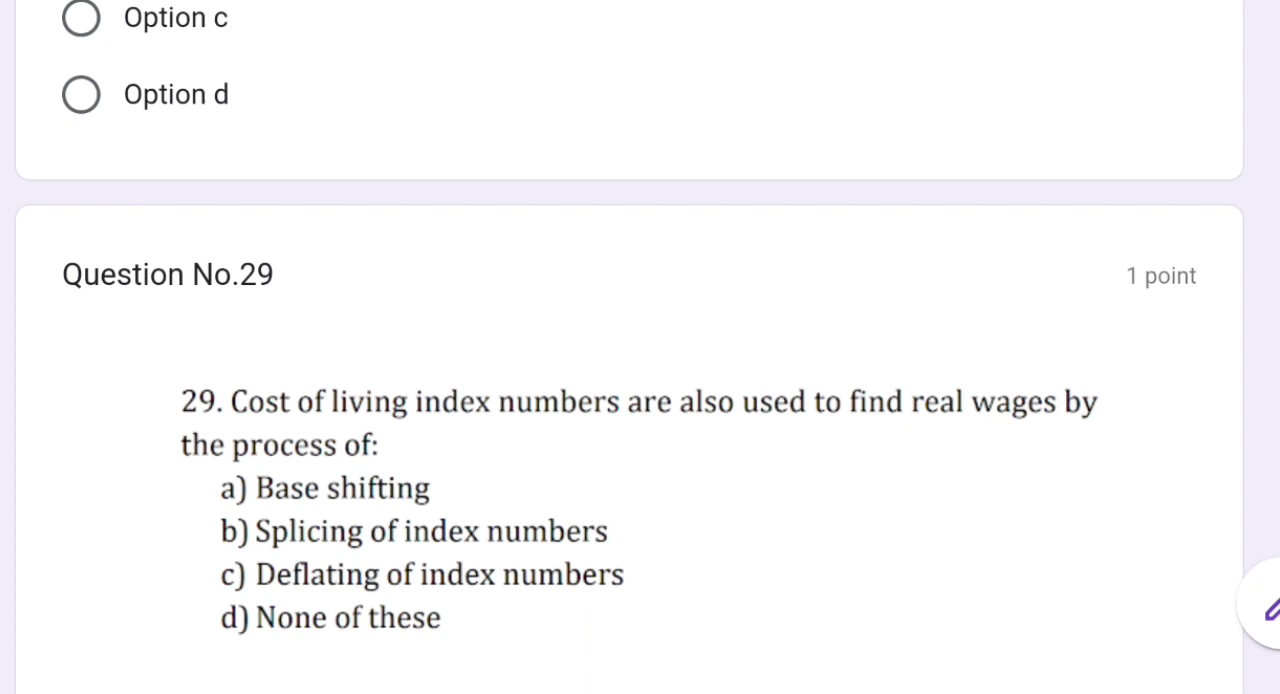 Option c
Option d
Question No.29
1 point
29. Cost of living index numbers are also used to find real wages by
the process of:
a) Base shifting
b) Splicing of index numbers
c) Deflating of index numbers
d) None of these